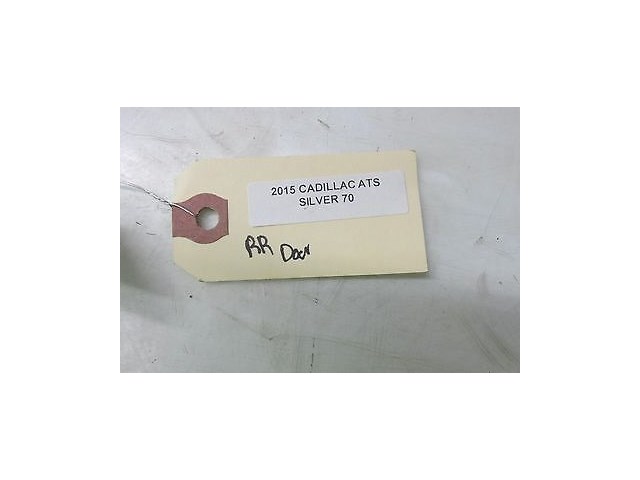 2015 CADILLAC ATS
SILVER 70
RR Door